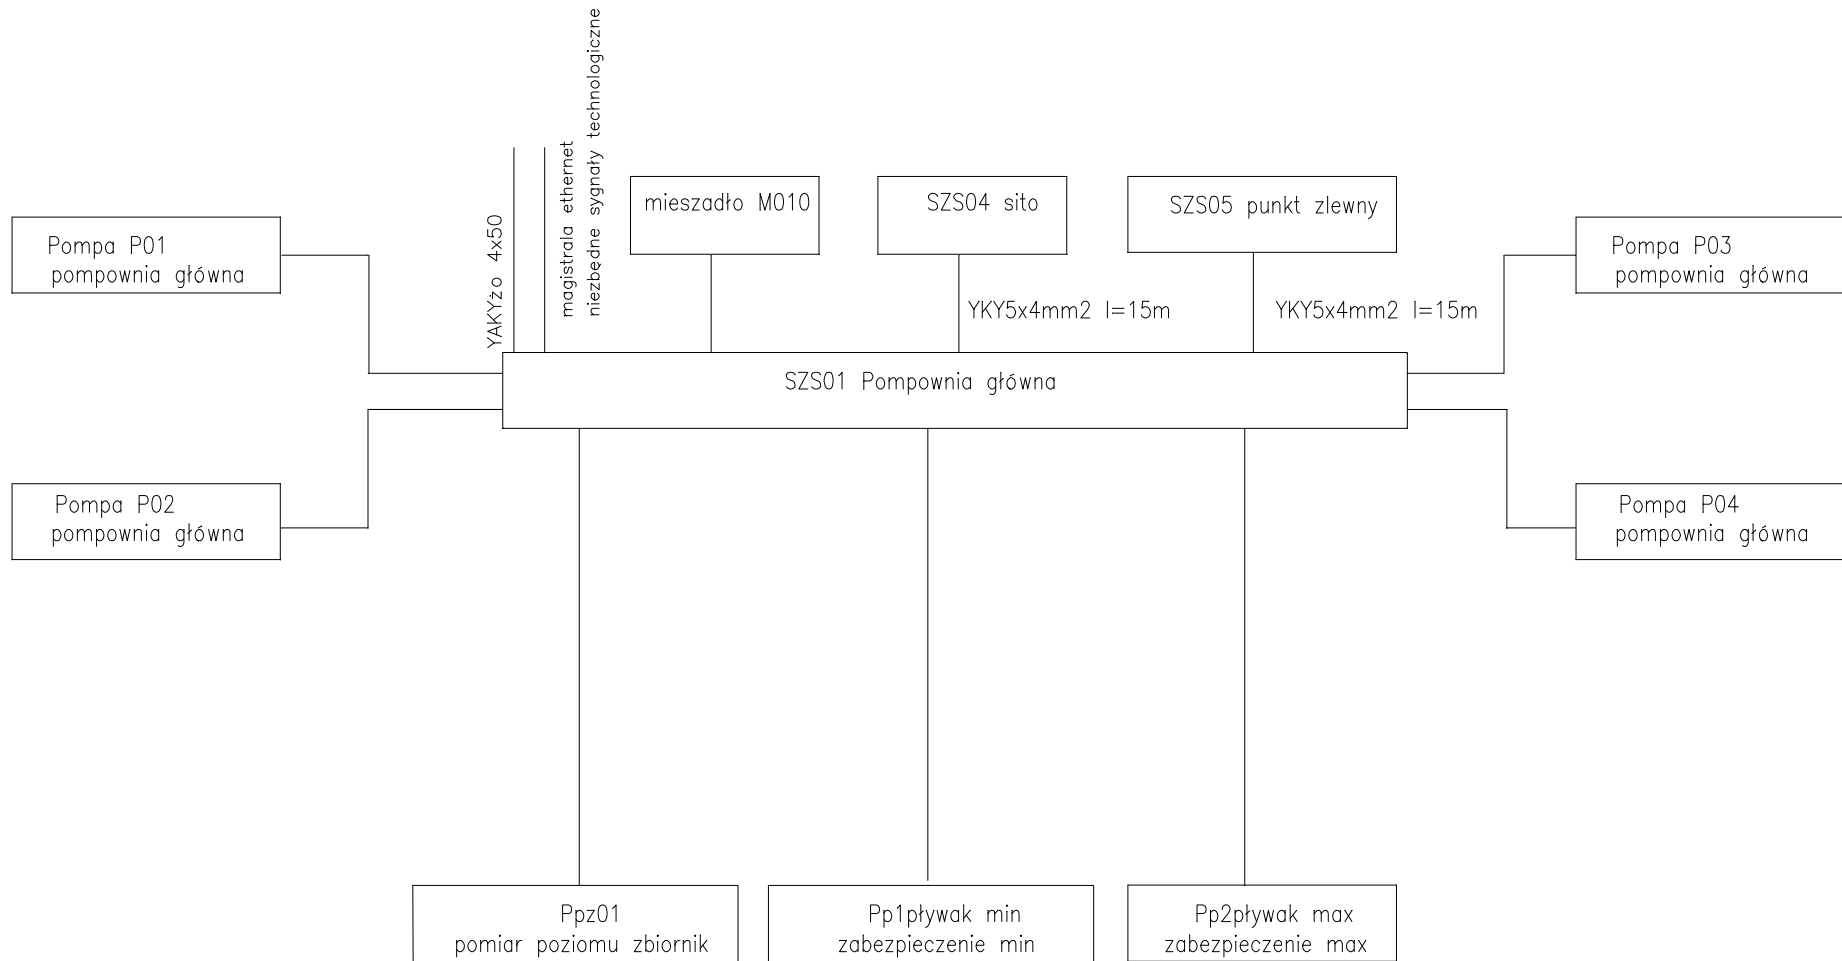 YAKYżo 4x50
magistrala ethernet
niezbędne sygnały technologiczne
mieszadło M010
SZS04 sito
SZS05 punkt zlewny
Pompa P01
pompownia główna
Pompa P03
pompownia główna
YKY5x4mm2 l=15m
YKY5x4mm2 l=15m
SZS01 Pompownia główna
Pompa P02
pompownia główna
Pompa P04
pompownia główna
Ppz01
pomiar poziomu zbiornik
Pp1pływak min
zabezpieczenie min
Pp2pływak max
zabezpieczenie max